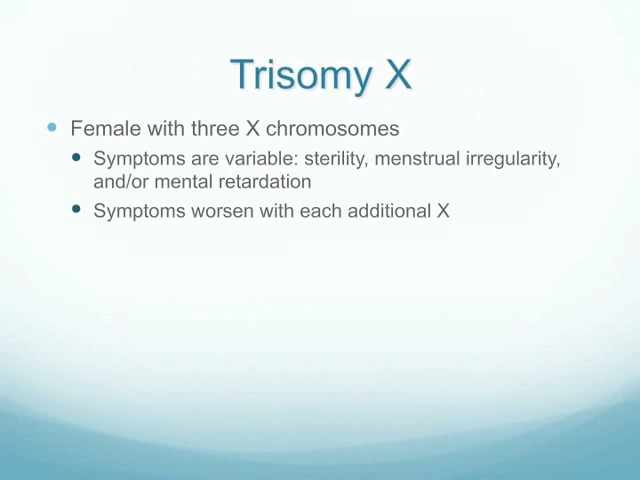 Trisomy X
Female with three X chromosomes
Symptoms are variable: sterility, menstrual irregularity,
and/or mental retardation
Symptoms worsen with each additional X